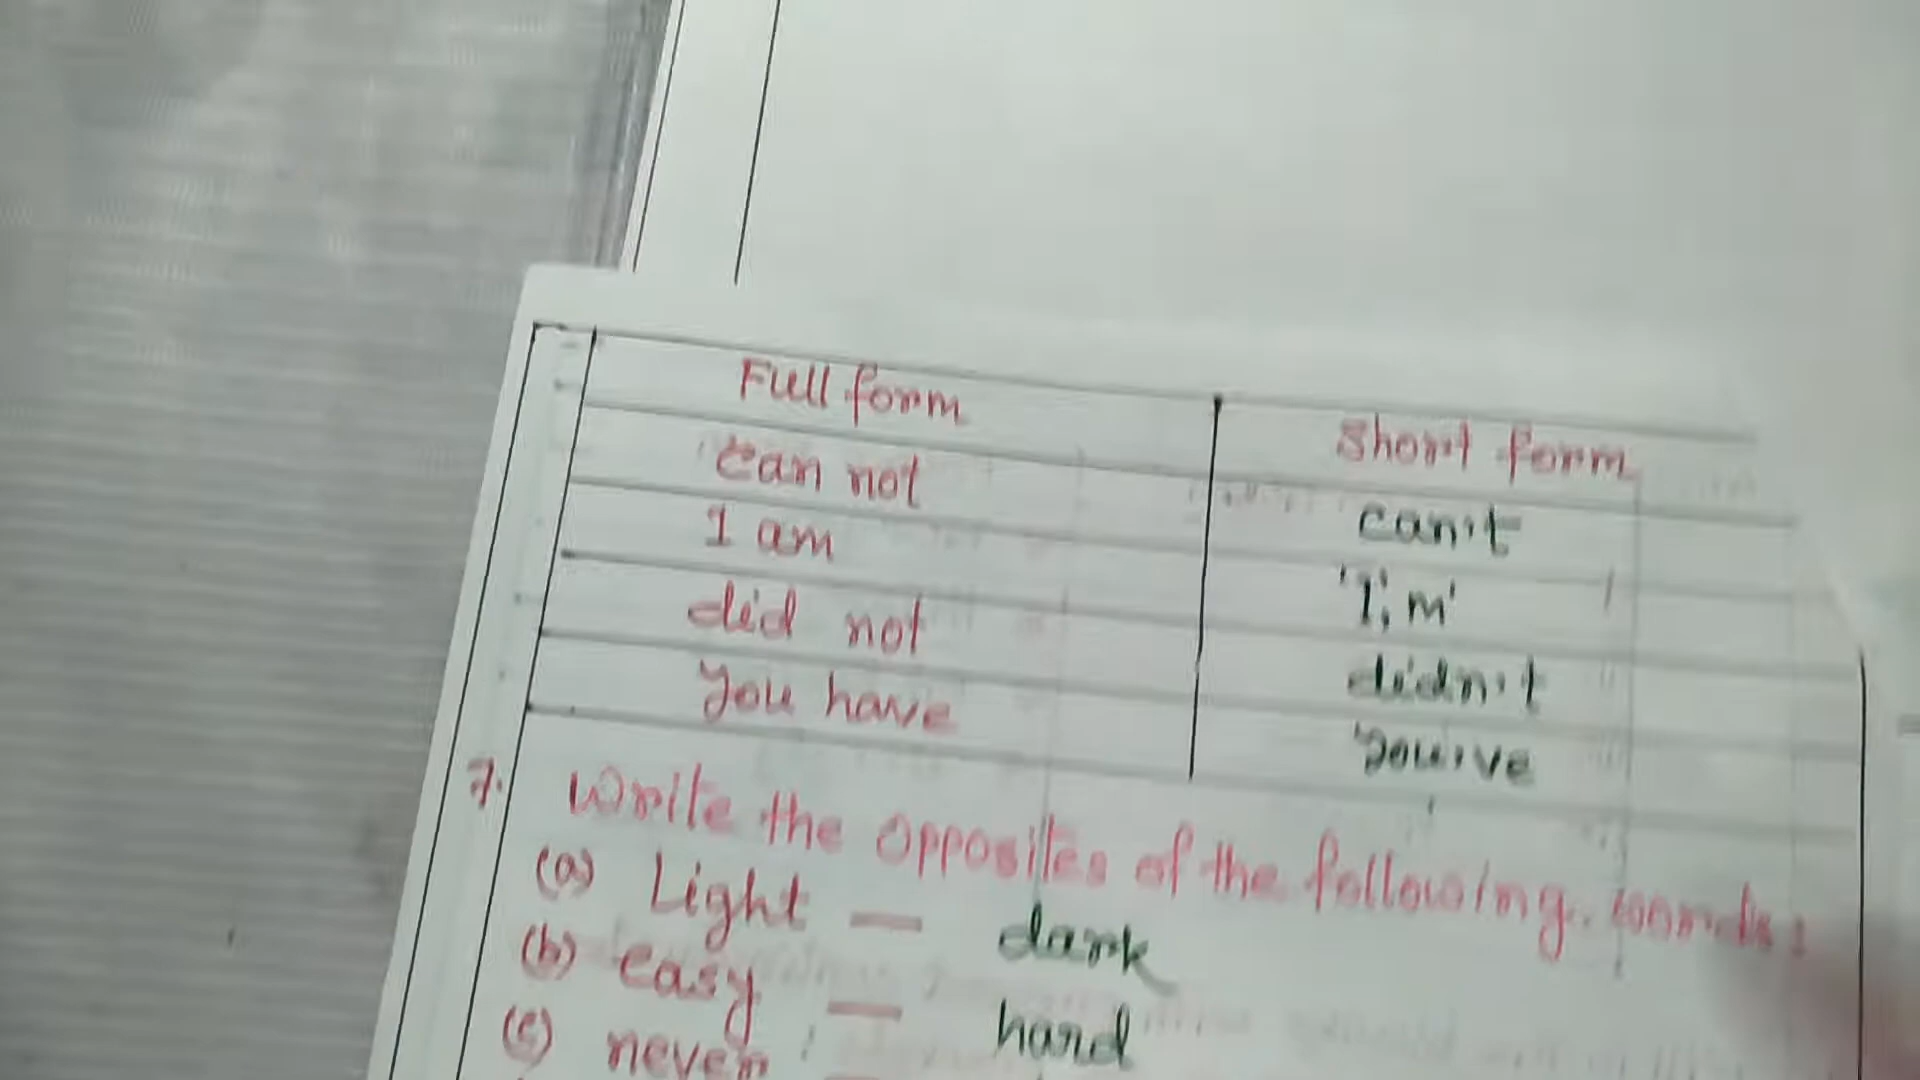 Full form Short form
can not can't
I am 'I'm'
did not didn't
you have you've
7. Write the opposites of the following words:
(a) Light — dark
(b) easy — hard
(c) never